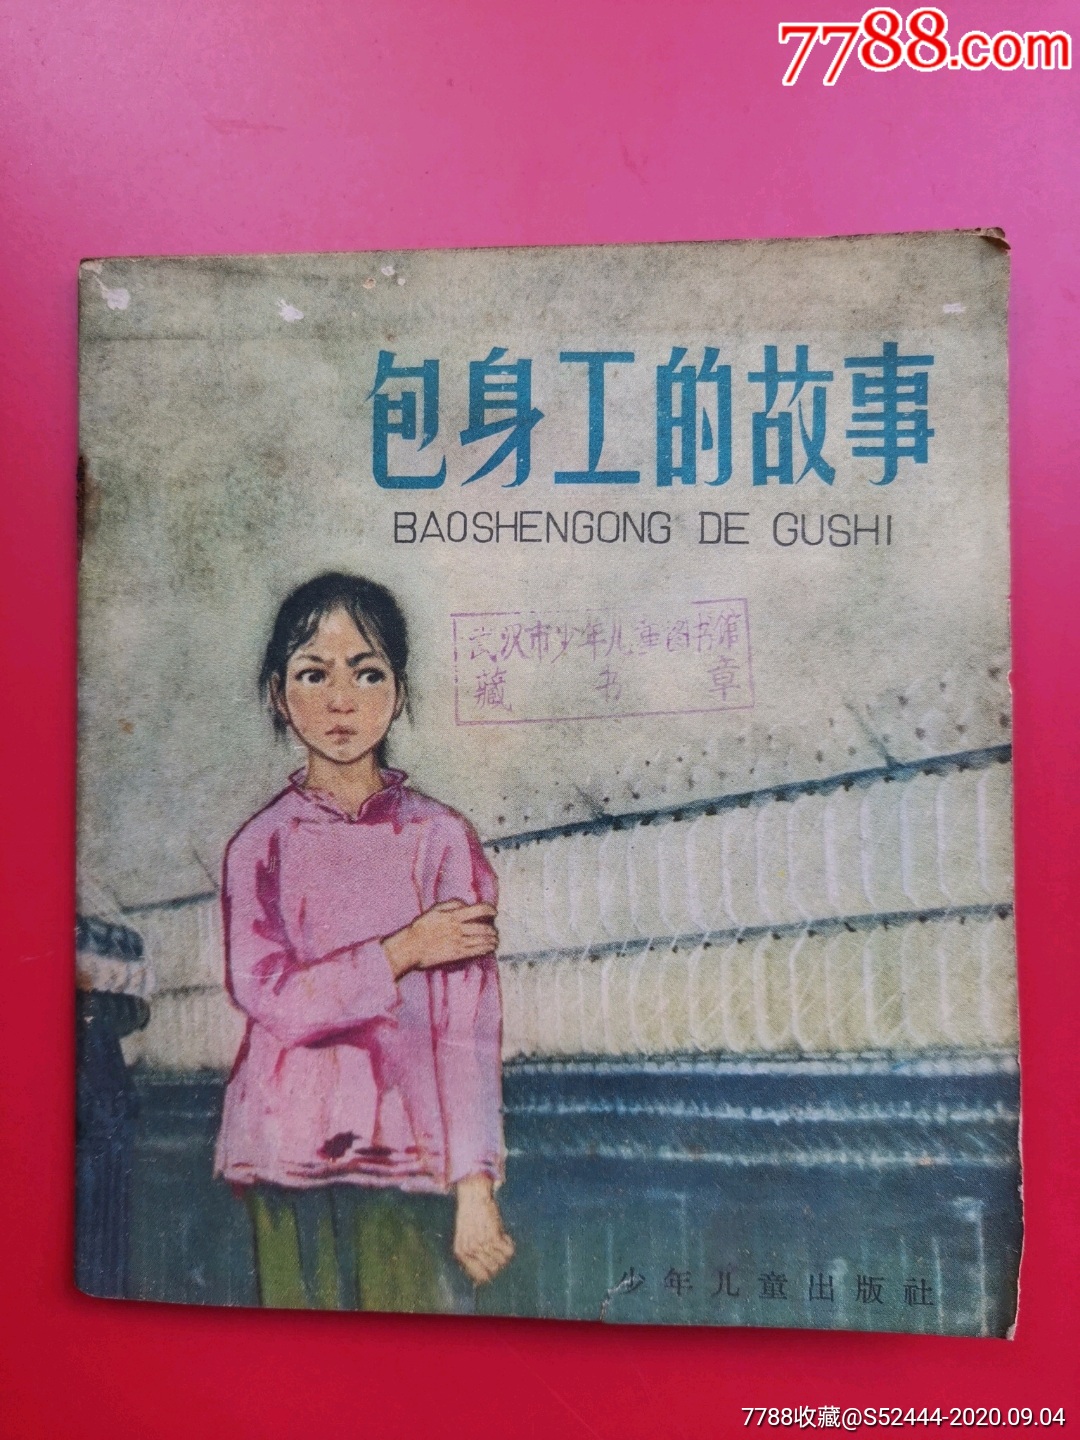 7788.com
包身工的故事
BAOSHENGONG DE GUSHI
武汉市少年儿童图书馆
藏书章
少年儿童出版社
7788收藏@S52444-2020.09.04